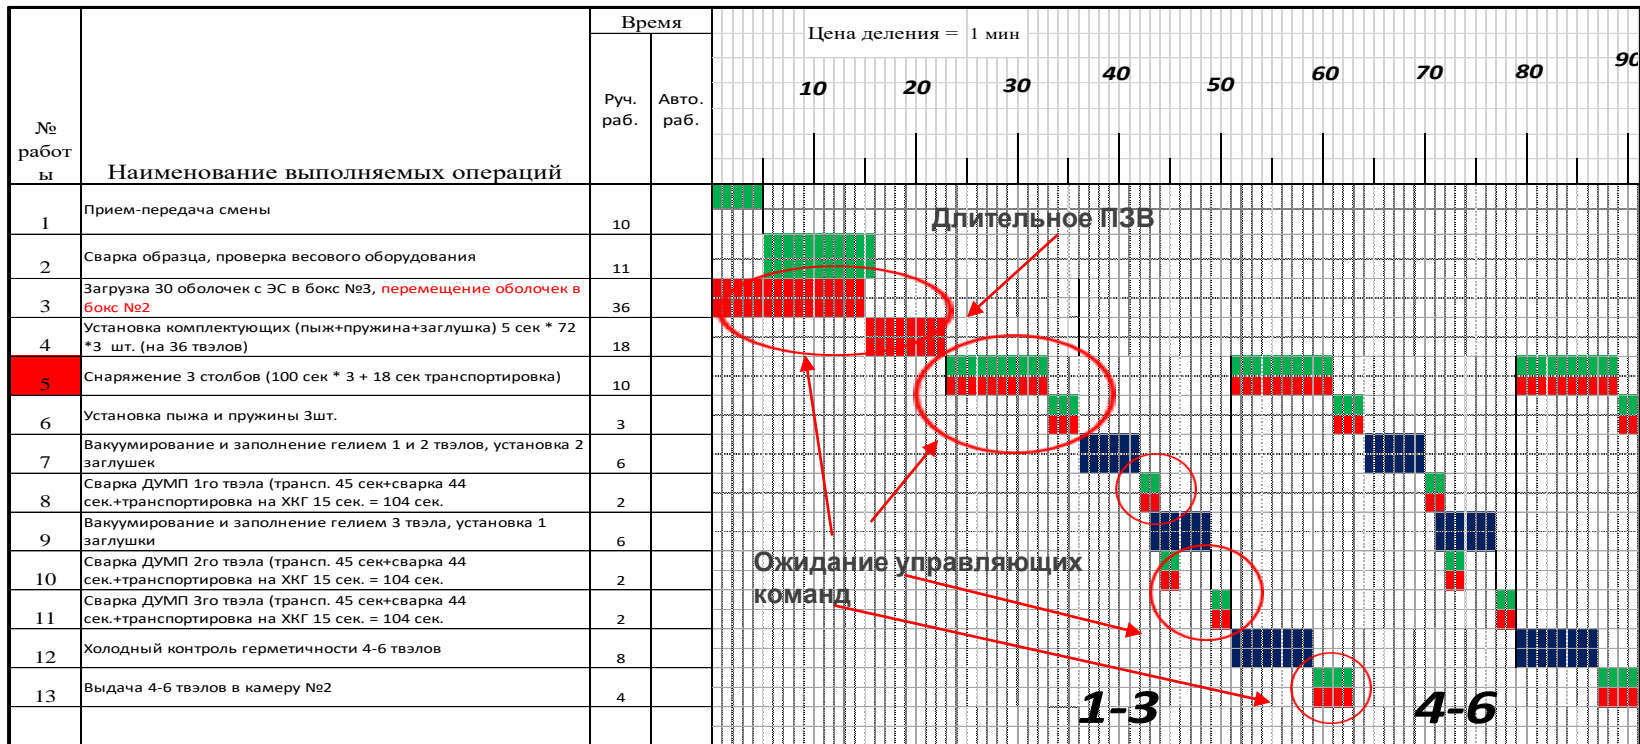 Время
Цена деления =  1 мин
10 20 30 40 50 60 70 80 90
№ работ ы
Наименование выполняемых операций
Руч. раб.
Авто. раб.
1 Прием-передача смены 10
2 Сварка образца, проверка весового оборудования 11
3 Загрузка 30 оболочек с ЭС в бокс №3, перемещение оболочек в
бокс №2 36
4 Установка комплектующих (пыж+пружина+заглушка) 5 сек * 72
*3  шт. (на 36 твэлов) 18
5 Снаряжение 3 столбов (100 сек * 3 + 18 сек транспортировка) 10
6 Установка пыжа и пружины 3шт. 3
7 Вакуумирование и заполнение гелием 1 и 2 твэлов, установка 2
заглушек 6
8 Сварка ДУМП 1го твэла (трансп. 45 сек+сварка 44
сек.+транспортировка на ХКГ 15 сек. = 104 сек. 2
9 Вакуумирование и заполнение гелием 3 твэла, установка 1
заглушки 6
10 Сварка ДУМП 2го твэла (трансп. 45 сек+сварка 44
сек.+транспортировка на ХКГ 15 сек. = 104 сек. 2
11 Сварка ДУМП 3го твэла (трансп. 45 сек+сварка 44
сек.+транспортировка на ХКГ 15 сек. = 104 сек. 2
12 Холодный контроль герметичности 4-6 твэлов 8
13 Выдача 4-6 твэлов в камеру №2 4
Длительное ПЗВ
Ожидание управляющих
команд
1-3
4-6